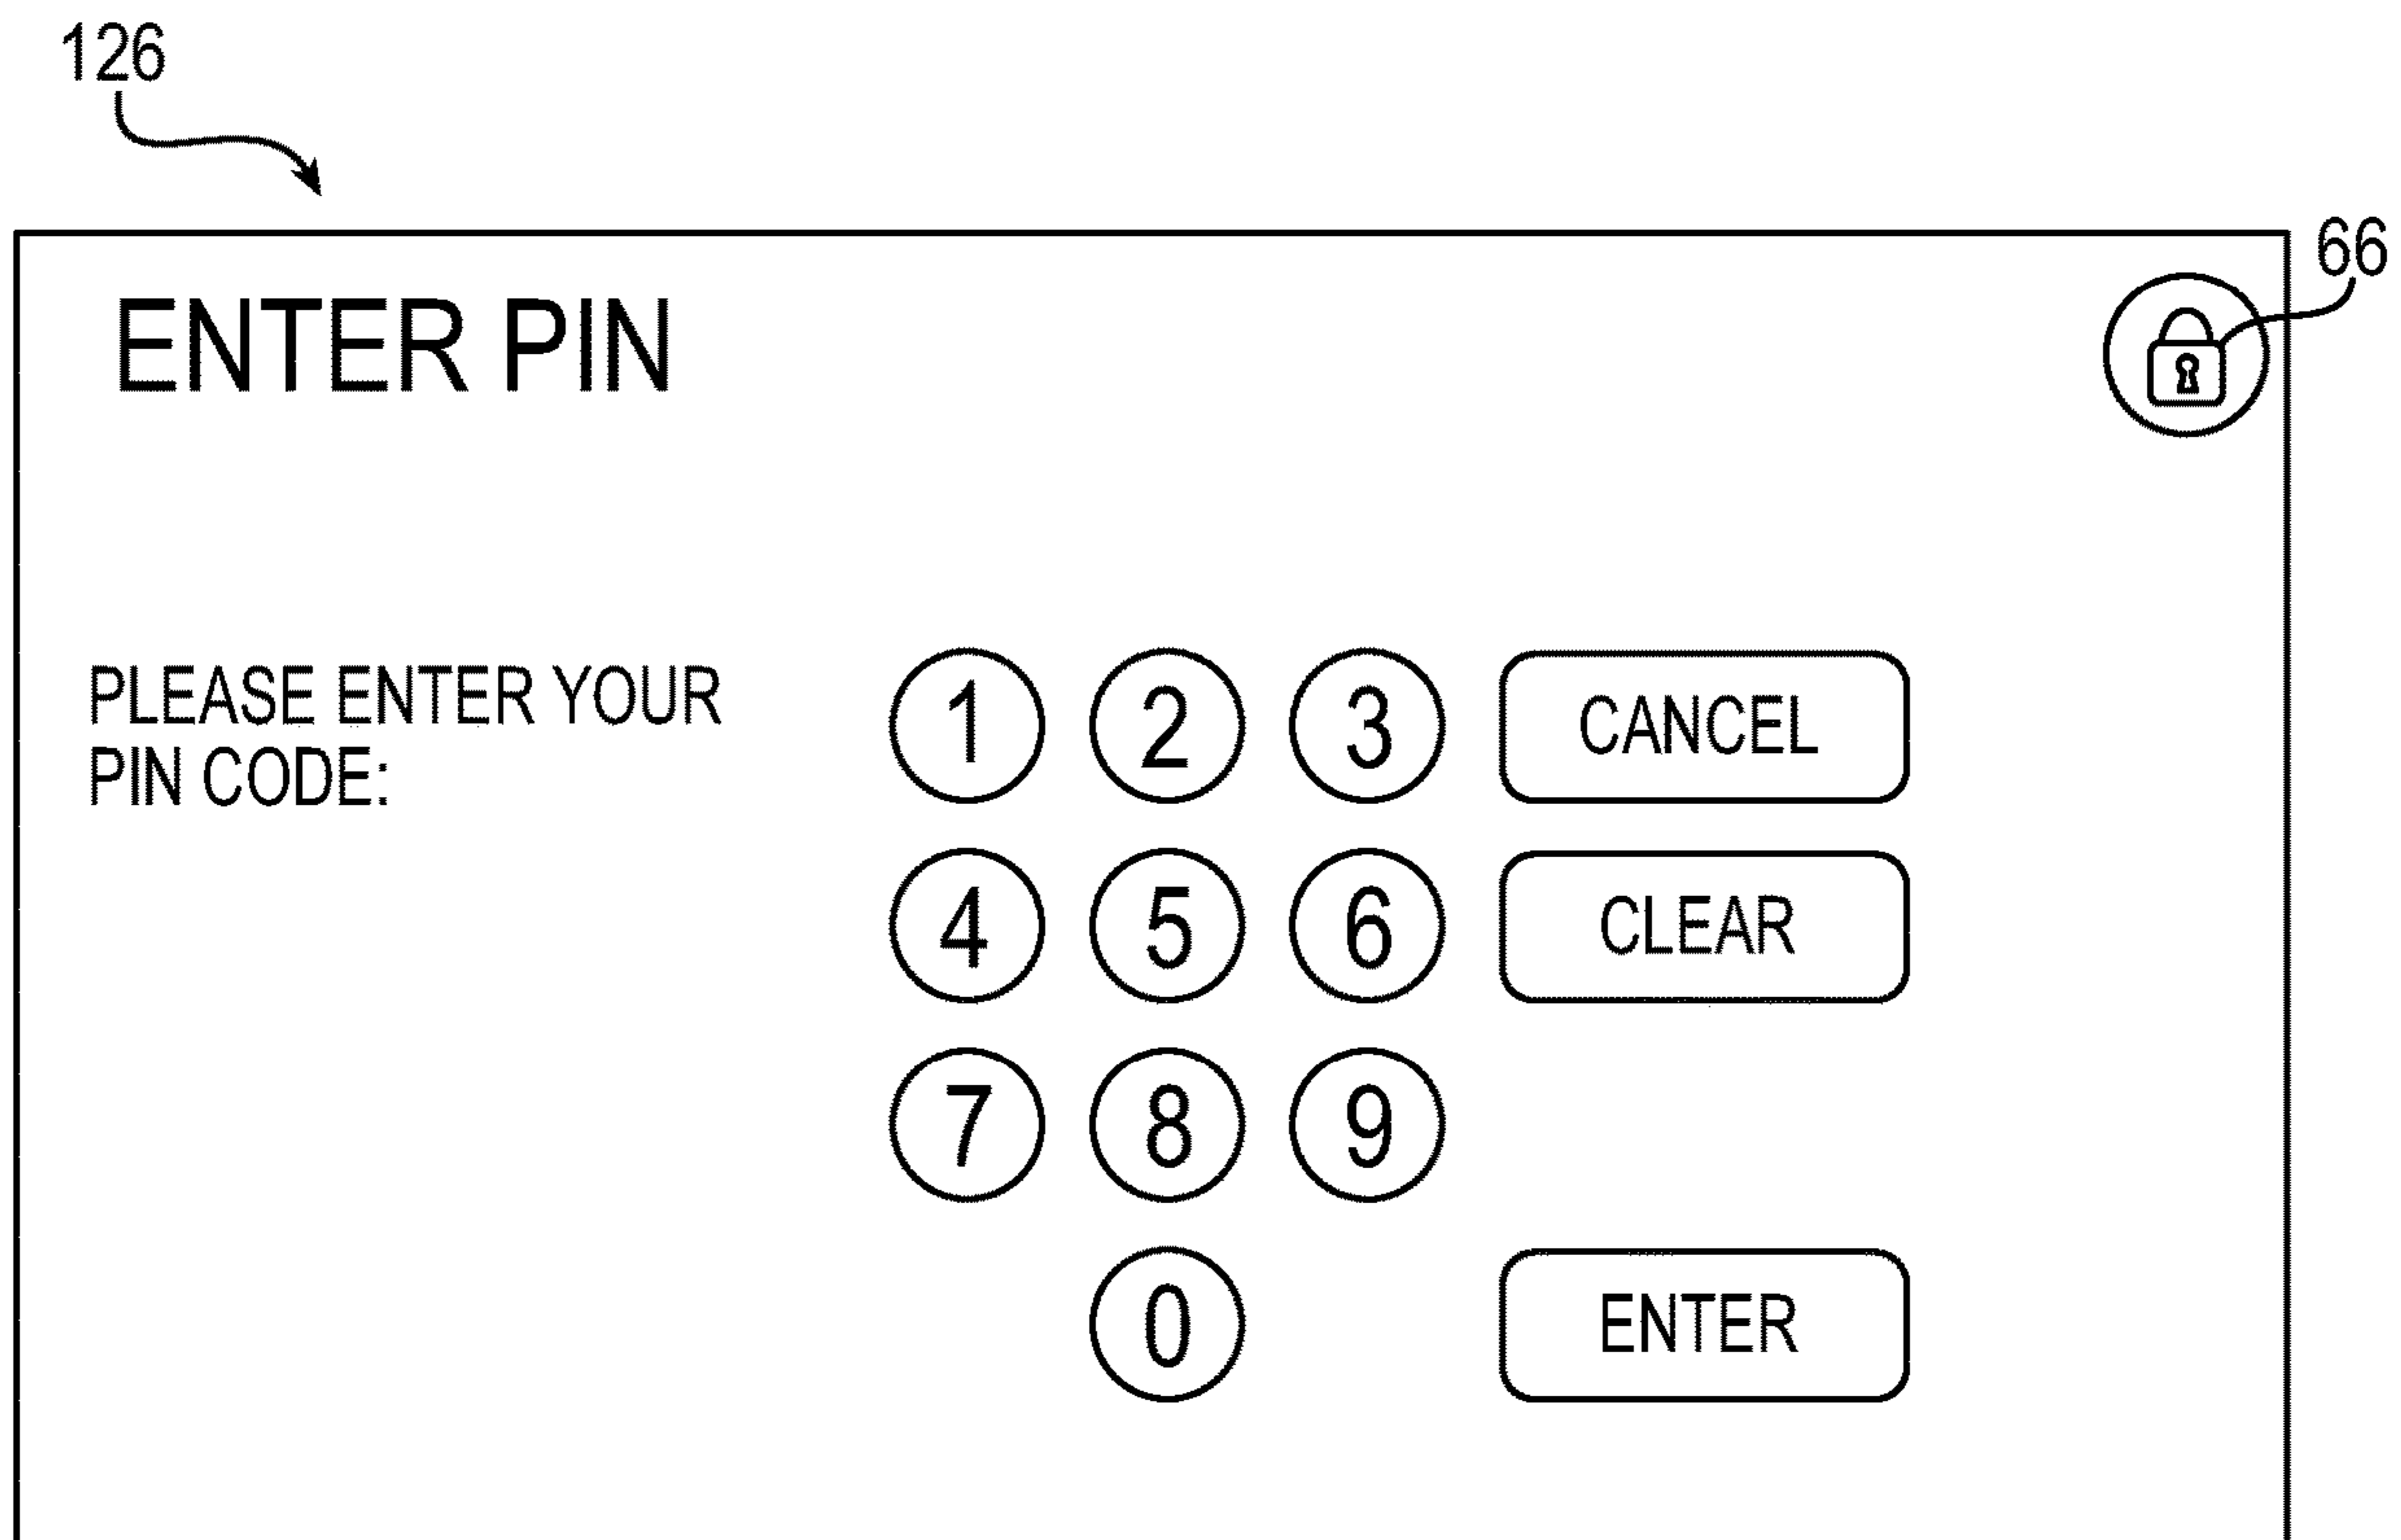 126
66
ENTER PIN
PLEASE ENTER YOUR
PIN CODE:
1 2 3 CANCEL
4 5 6 CLEAR
7 8 9
0 ENTER